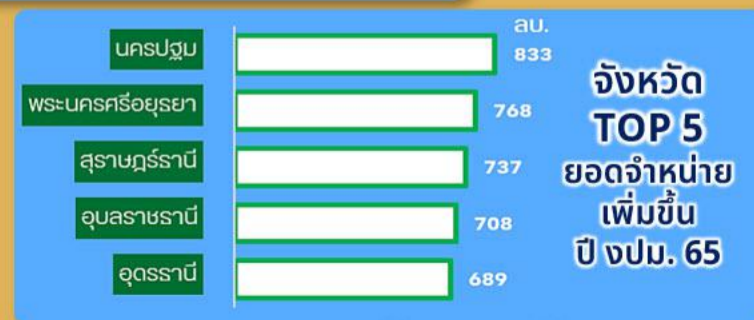 ลบ.
นครปฐม 833
พระนครศรีอยุธยา 768
สุราษฎร์ธานี 737
อุบลราชธานี 708
อุดรธานี 689
จังหวัด
TOP 5
ยอดจำหน่าย
เพิ่มขึ้น
ปี งปม. 65